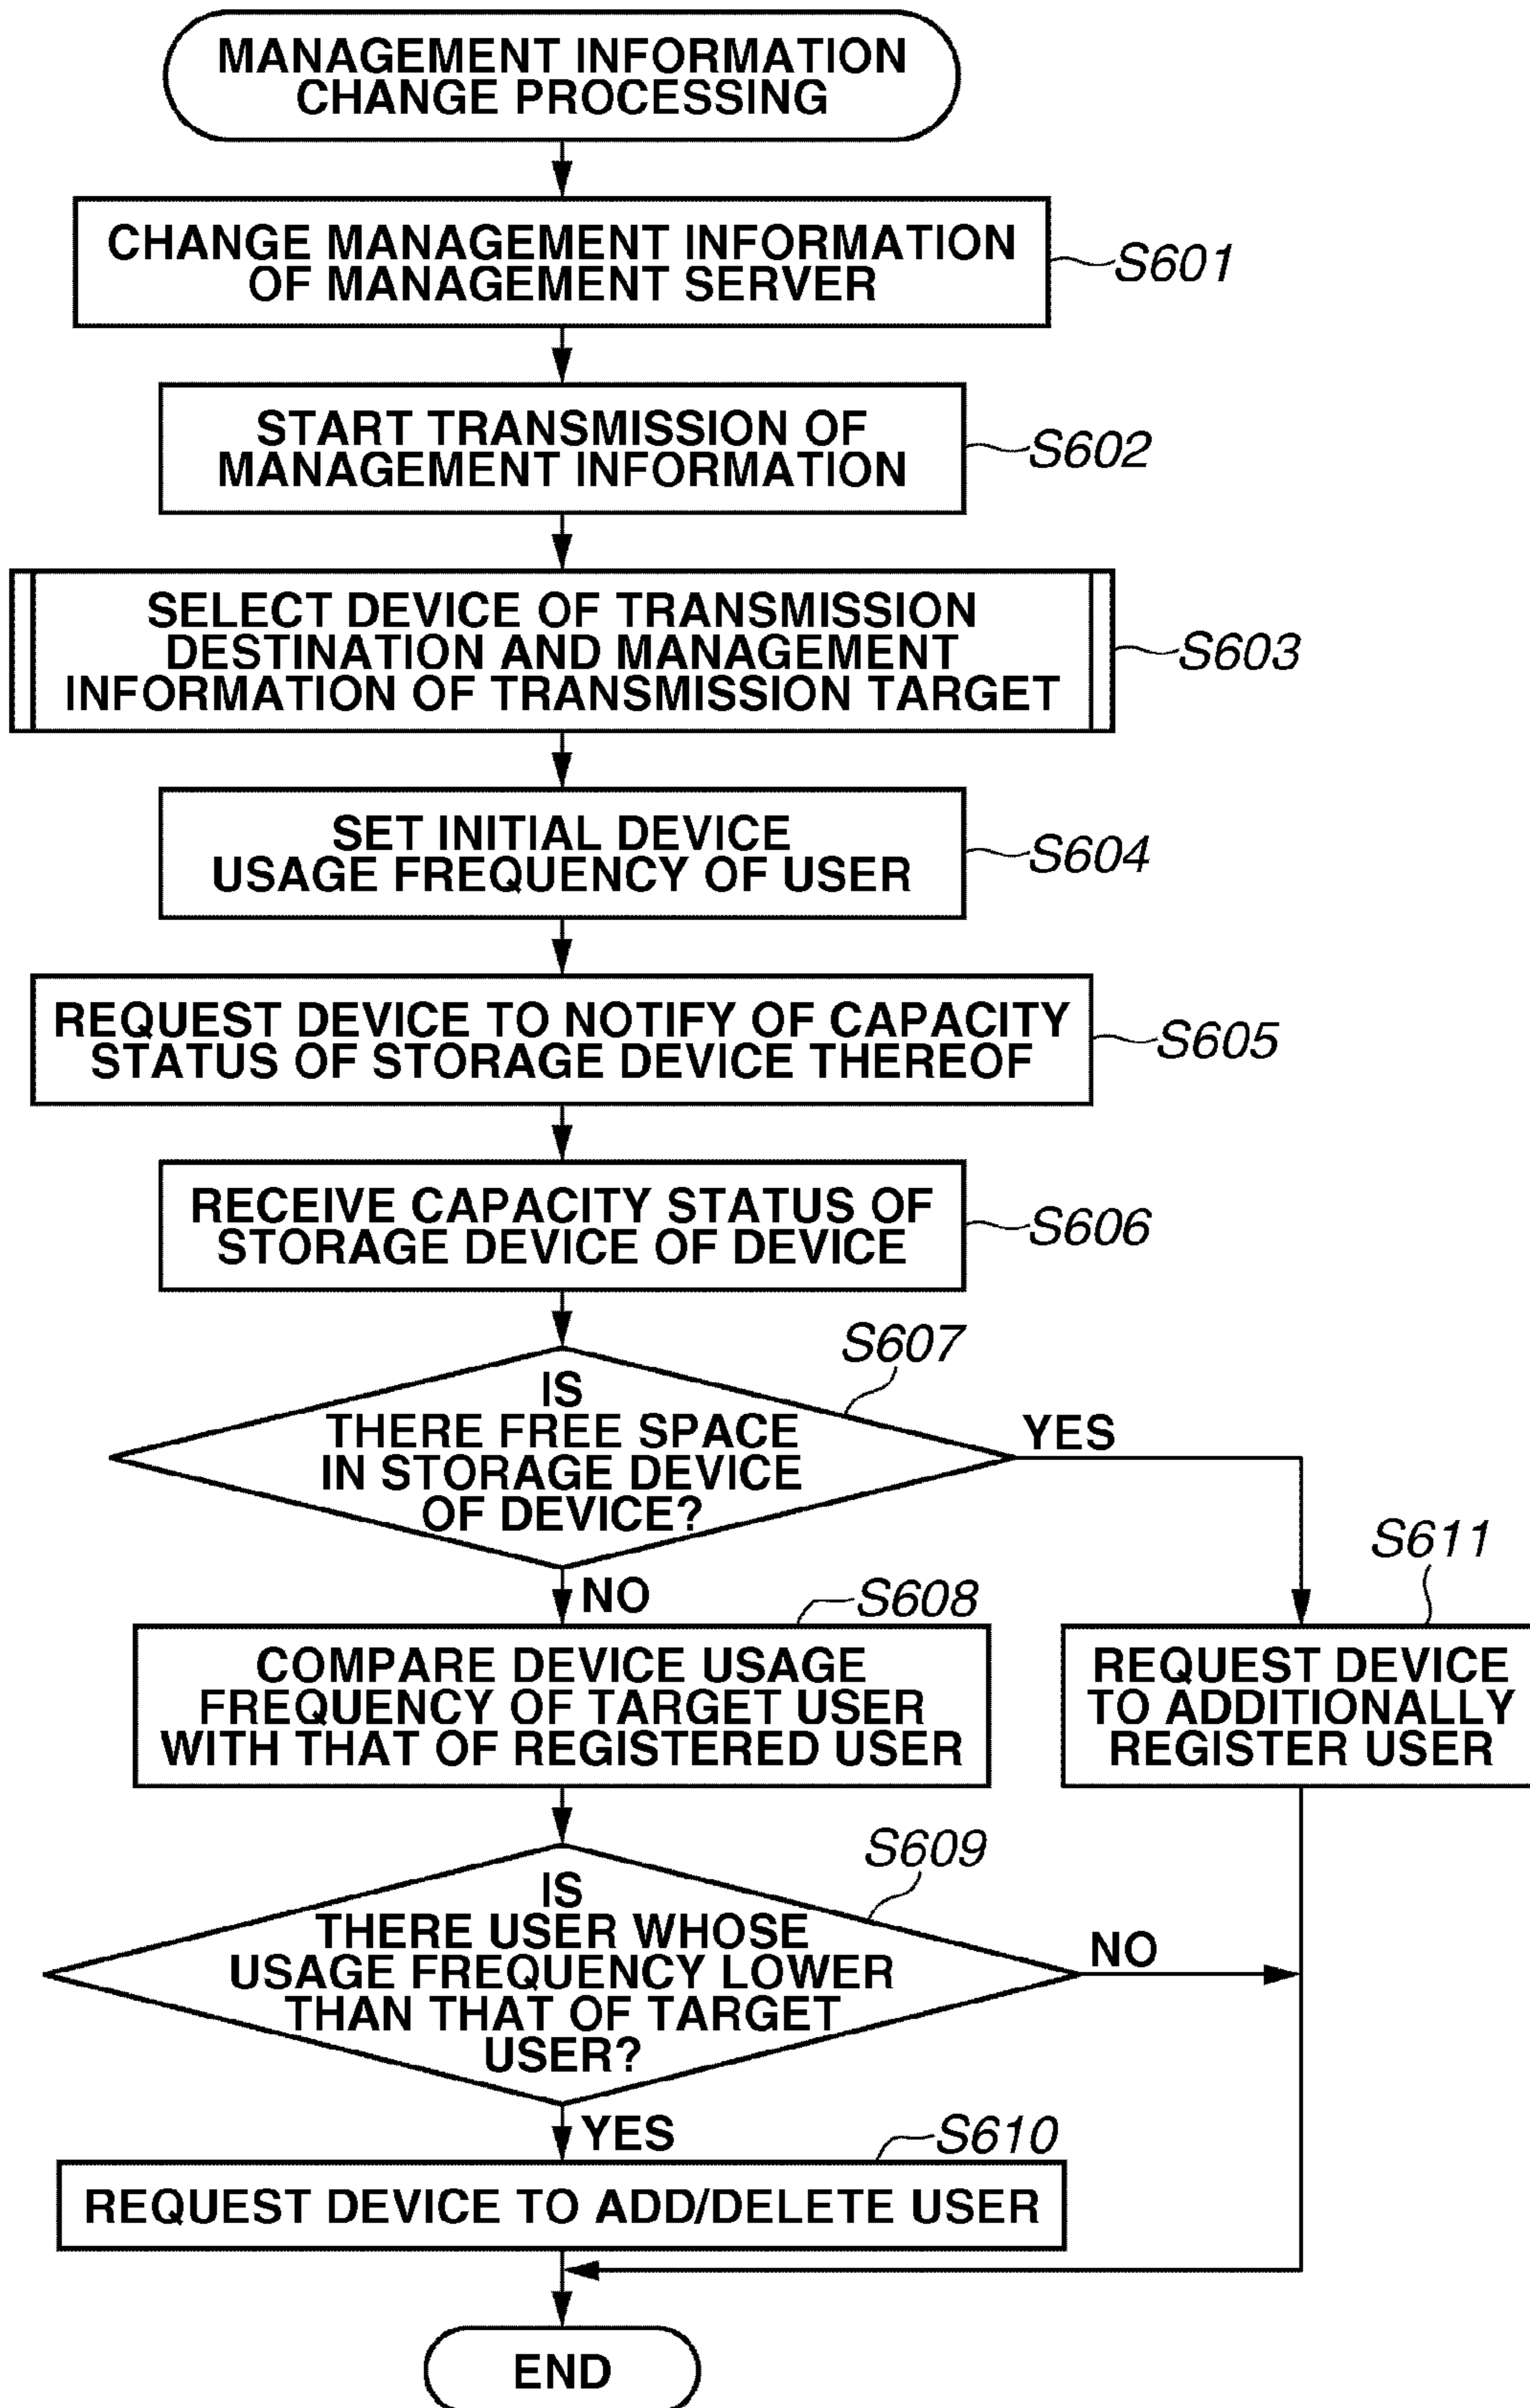 MANAGEMENT INFORMATION
CHANGE PROCESSING
CHANGE MANAGEMENT INFORMATION
OF MANAGEMENT SERVER
S601
START TRANSMISSION OF
MANAGEMENT INFORMATION
S602
SELECT DEVICE OF TRANSMISSION
DESTINATION AND MANAGEMENT
INFORMATION OF TRANSMISSION TARGET
S603
SET INITIAL DEVICE
USAGE FREQUENCY OF USER
S604
REQUEST DEVICE TO NOTIFY OF CAPACITY
STATUS OF STORAGE DEVICE THEREOF
S605
RECEIVE CAPACITY STATUS OF
STORAGE DEVICE OF DEVICE
S606
S607
IS
THERE FREE SPACE
IN STORAGE DEVICE
OF DEVICE?
YES
NO
S608
COMPARE DEVICE USAGE
FREQUENCY OF TARGET USER
WITH THAT OF REGISTERED USER
S611
REQUEST DEVICE
TO ADDITIONALLY
REGISTER USER
S609
IS
THERE USER WHOSE
USAGE FREQUENCY LOWER
THAN THAT OF TARGET
USER?
NO
YES
S610
REQUEST DEVICE TO ADD/DELETE USER
END